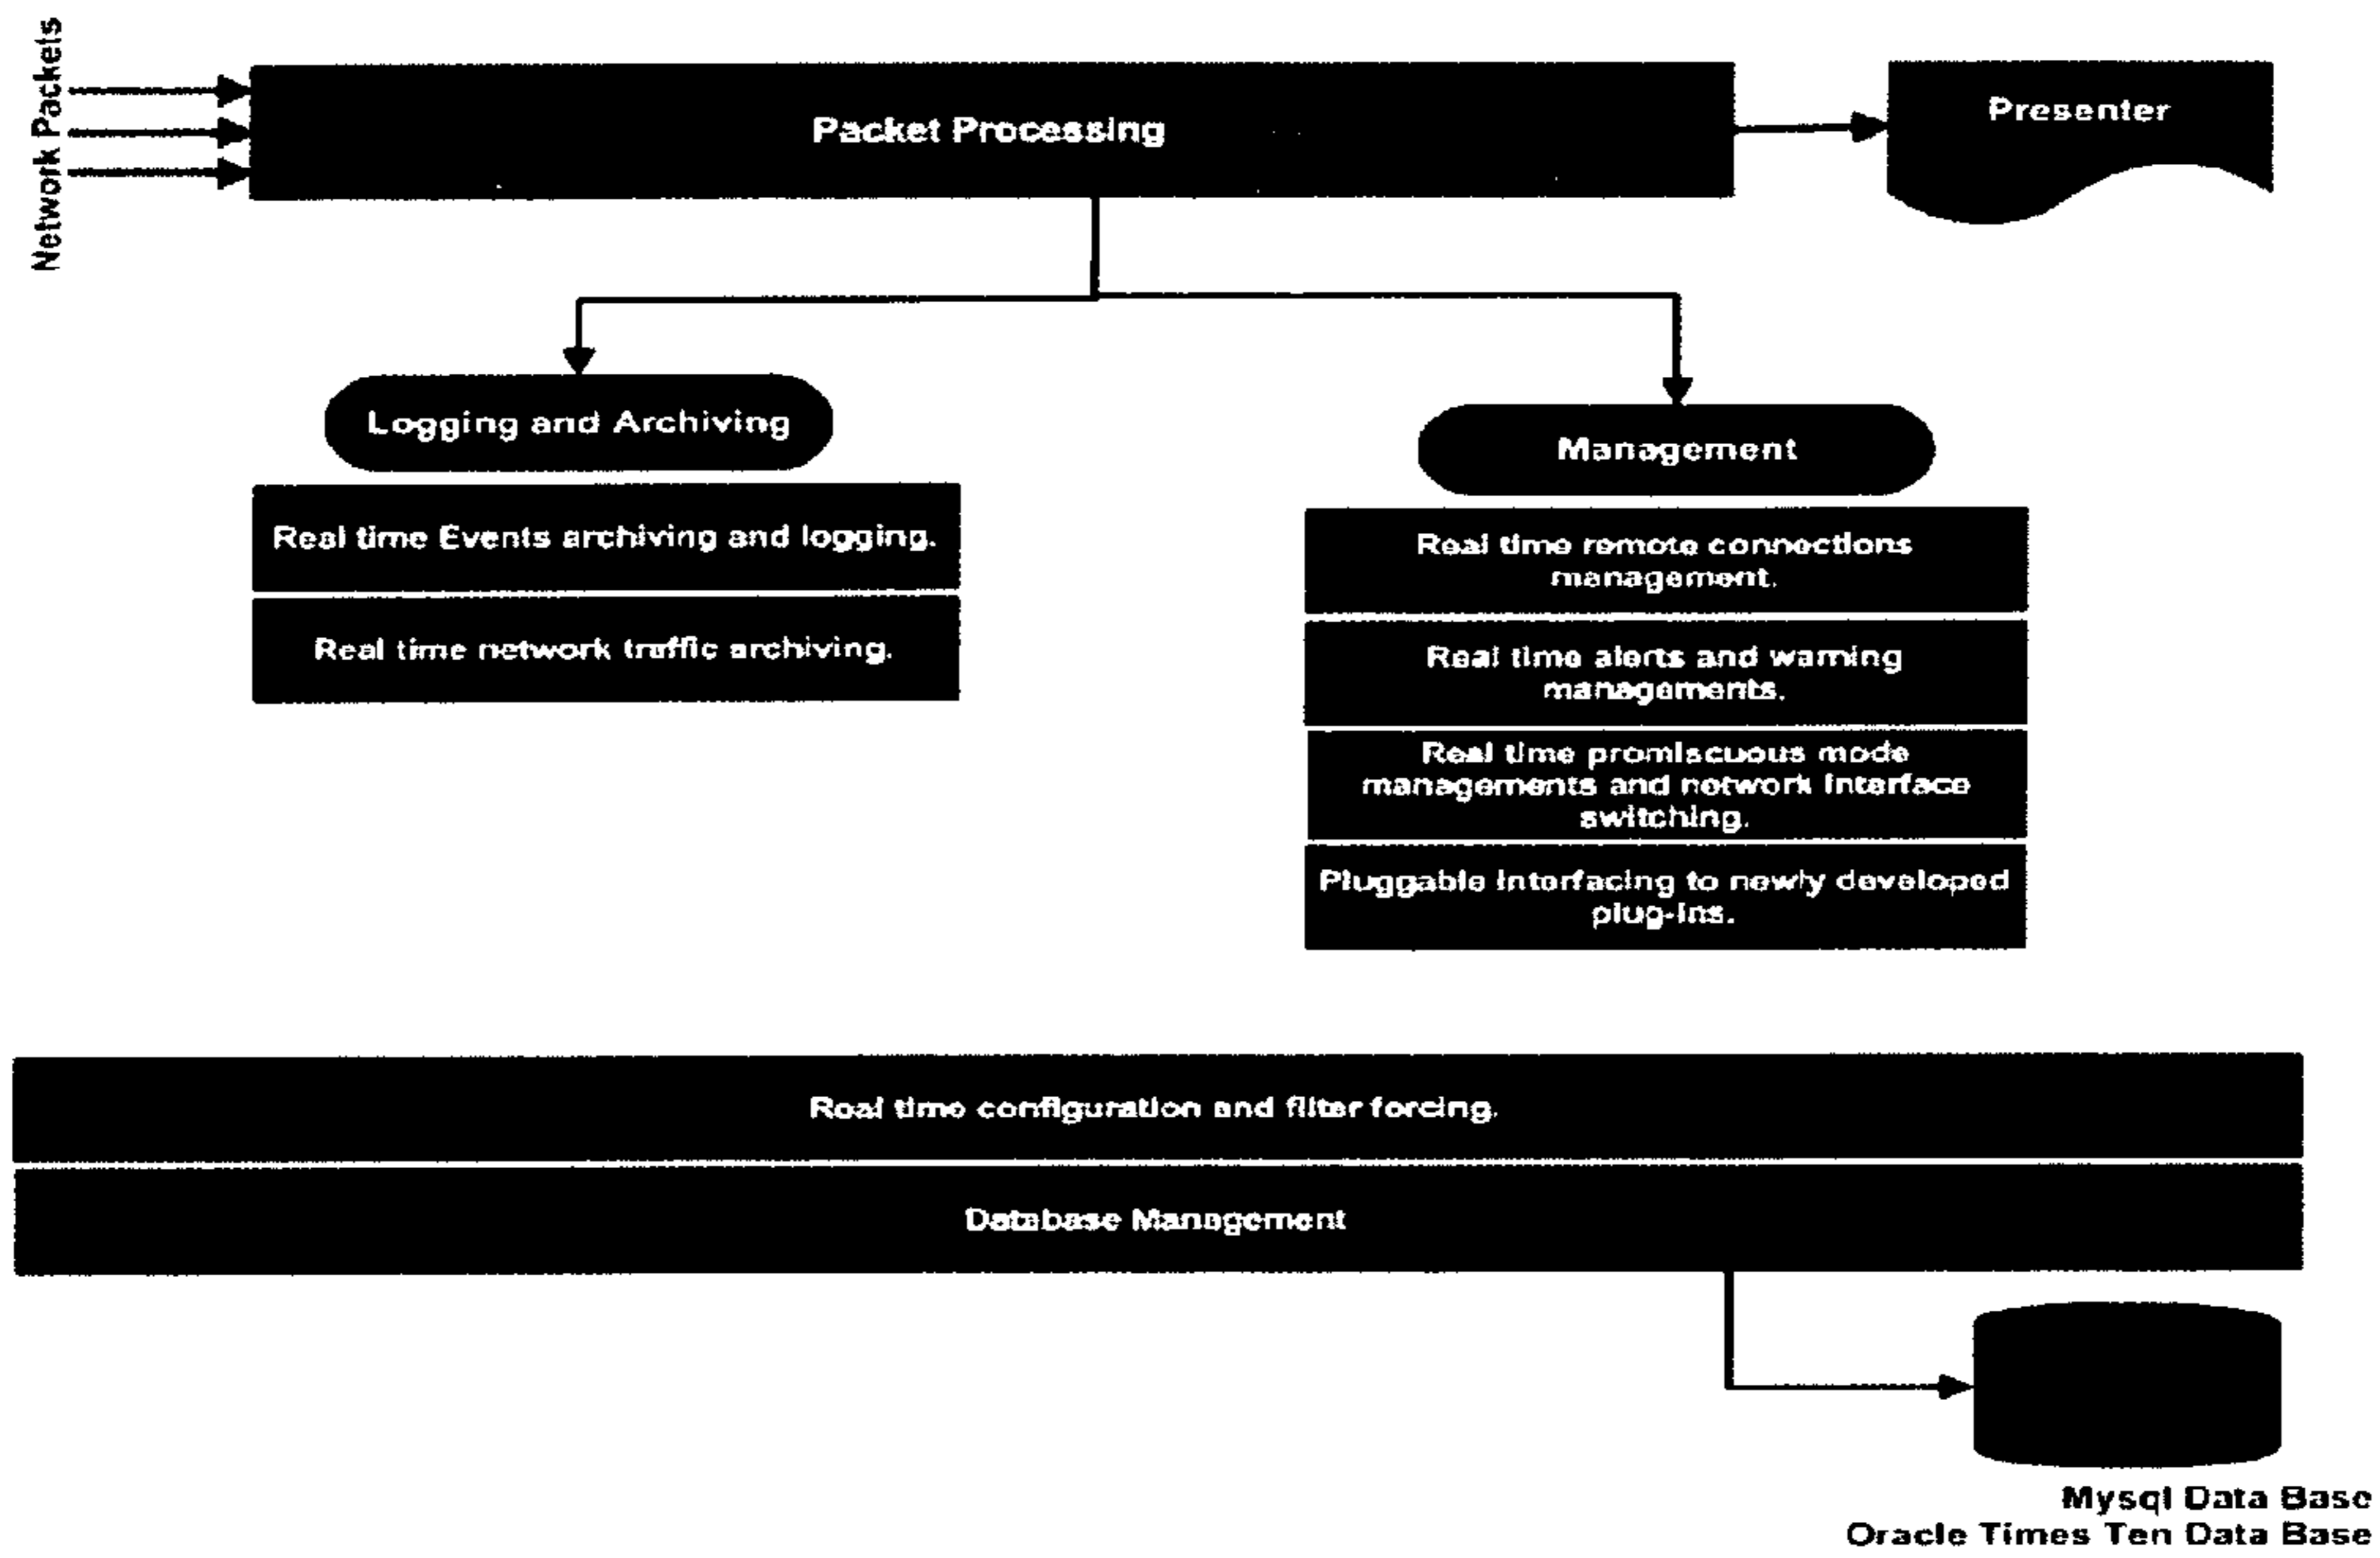 Network Packets
Packet Processing
Presenter
Logging and Archiving
Real time Events archiving and logging.
Real time network traffic archiving.
Management
Real time remote connections
management.
Real time alerts and warning
managements.
Real time promiscuous mode
managements and network interface
switching.
Pluggable interfacing to newly developed
plug-ins.
Real time configuration and filter forcing.
Database Management
Mysql Data Base
Oracle Times Ten Data Base